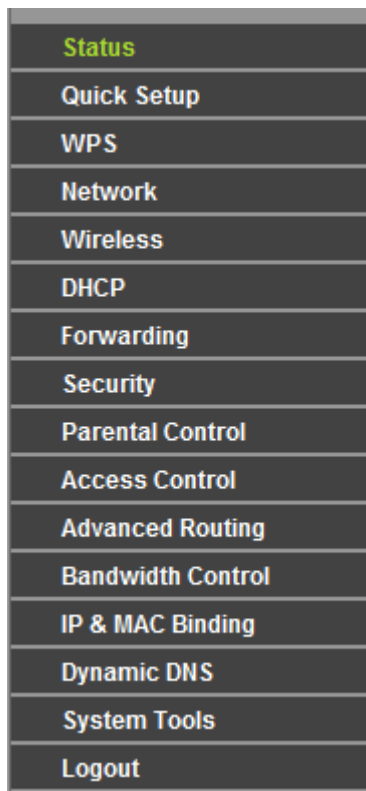 Status
Quick Setup
WPS
Network
Wireless
DHCP
Forwarding
Security
Parental Control
Access Control
Advanced Routing
Bandwidth Control
IP & MAC Binding
Dynamic DNS
System Tools
Logout